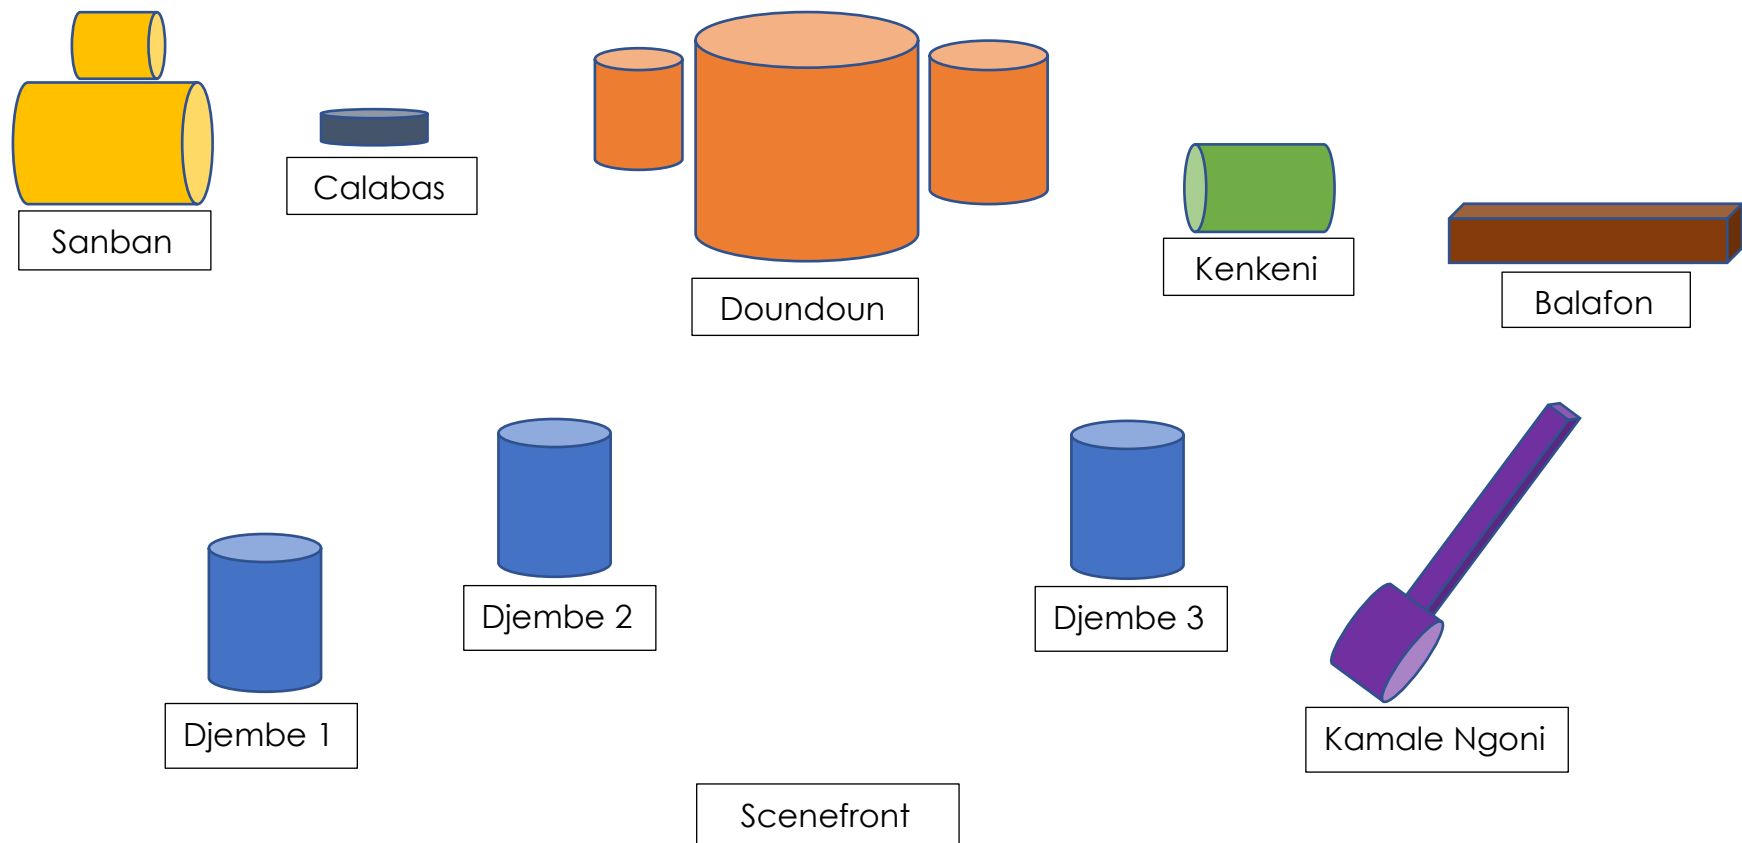 Sanban
Calabas
Doundoun
Kenkeni
Balafon
Djembe 1
Djembe 2
Djembe 3
Kamale Ngoni
Scenefront